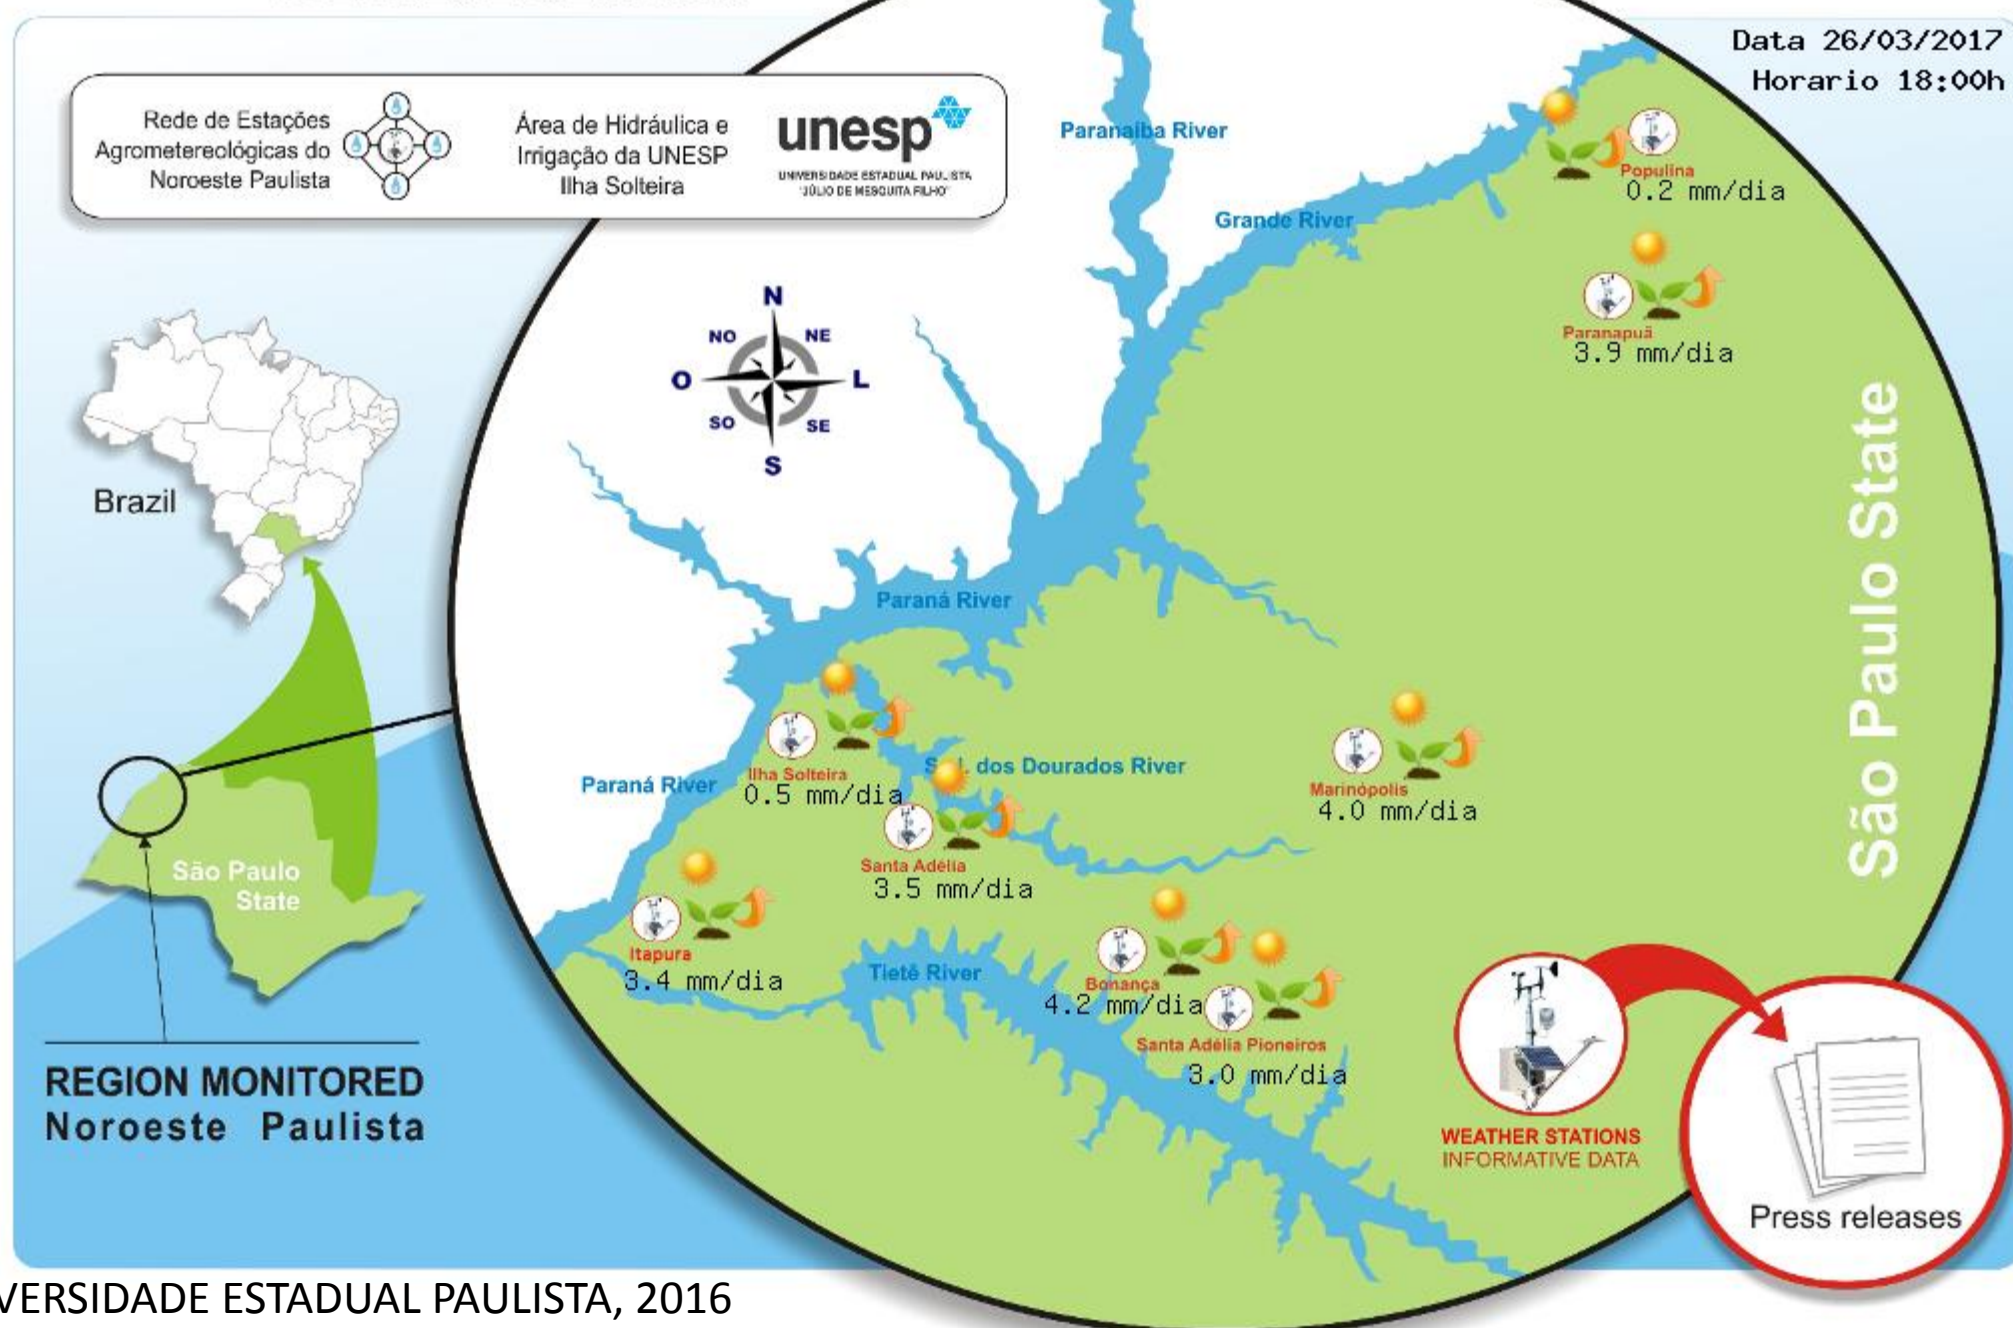 Data 26/03/2017
Horario 18:00h
Rede de Estações
Agrometereológicas do
Noroeste Paulista
Área de Hidráulica e
Irrigação da UNESP
Ilha Solteira
unesp
UNIVERSIDADE ESTADUAL PAULISTA
"JÚLIO DE MESQUITA FILHO"
Paranaiba River
Grande River
Populina
0.2 mm/dia
Paranapuã
3.9 mm/dia
N
NO NE
O L
SO SE
S
Brazil
São Paulo State
Paraná River
Paraná River
Ilha Solteira
0.5 mm/dia
dos Dourados River
Marinópolis
4.0 mm/dia
Santa Adélia
3.5 mm/dia
São Paulo
State
Itapura
3.4 mm/dia
Tietê River
Bonança
4.2 mm/dia
Santa Adélia Pioneiros
3.0 mm/dia
REGION MONITORED
Noroeste Paulista
WEATHER STATIONS
INFORMATIVE DATA
Press releases
VERSIDADE ESTADUAL PAULISTA, 2016